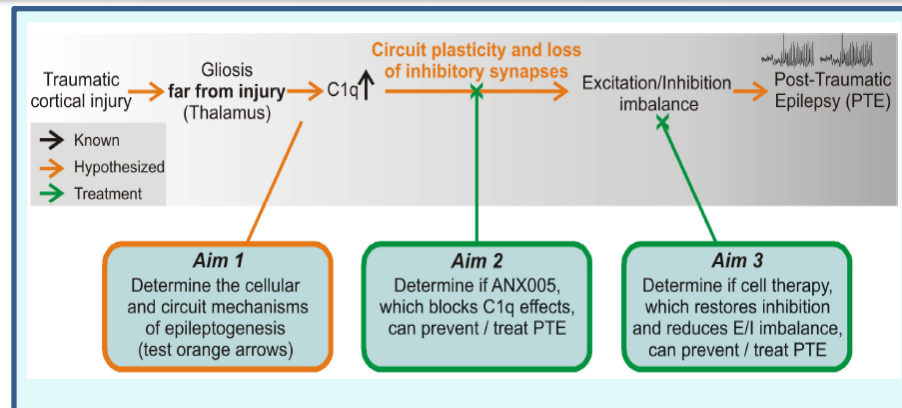 Circuit plasticity and loss
of inhibitory synapses
Traumatic
cortical injury
Gliosis
far from injury
(Thalamus)
C1q
Excitation/Inhibition
imbalance
Post-Traumatic
Epilepsy (PTE)
Known
Hypothesized
Treatment
Aim 1
Determine the cellular
and circuit mechanisms
of epileptogenesis
(test orange arrows)
Aim 2
Determine if ANX005,
which blocks C1q effects,
can prevent / treat PTE
Aim 3
Determine if cell therapy,
which restores inhibition
and reduces E/I imbalance,
can prevent / treat PTE